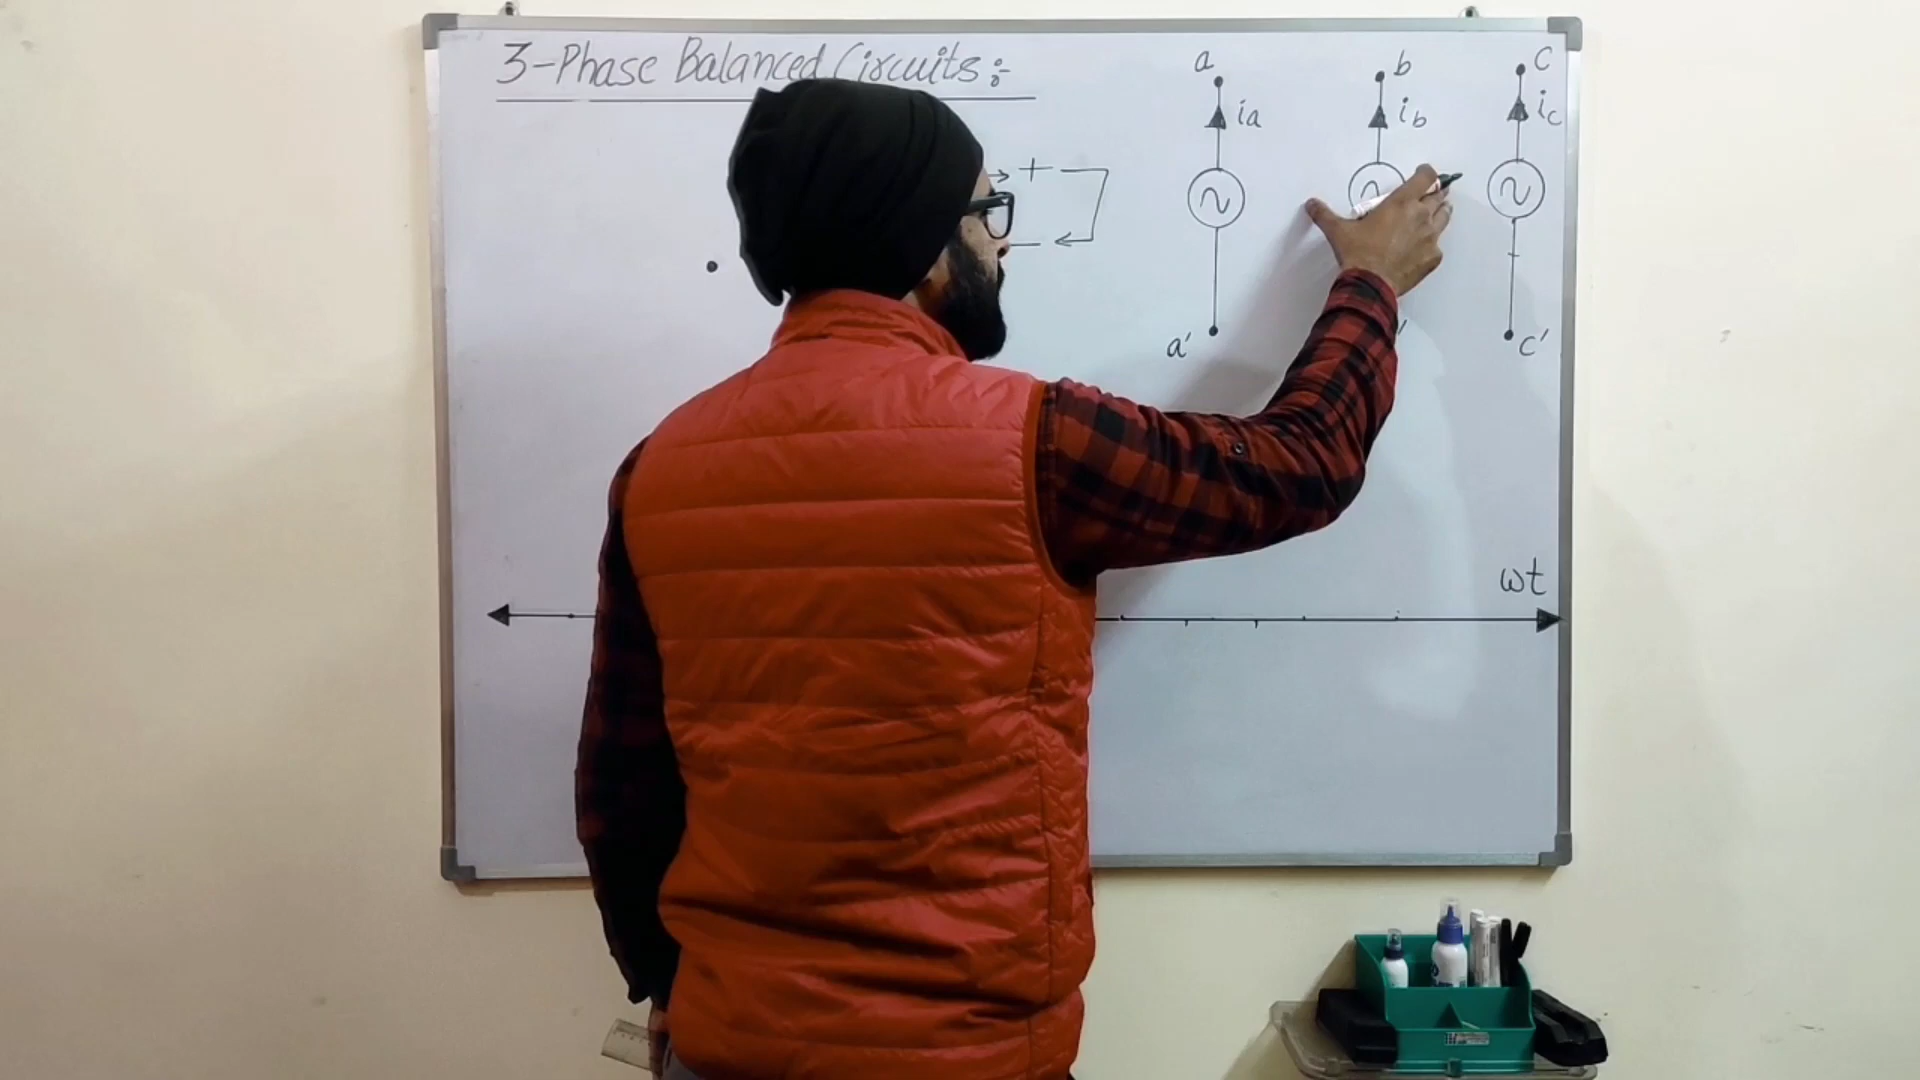 3-Phase Balanced Circuits:-
a b c
ia ib ic
+
a' c'
ωt